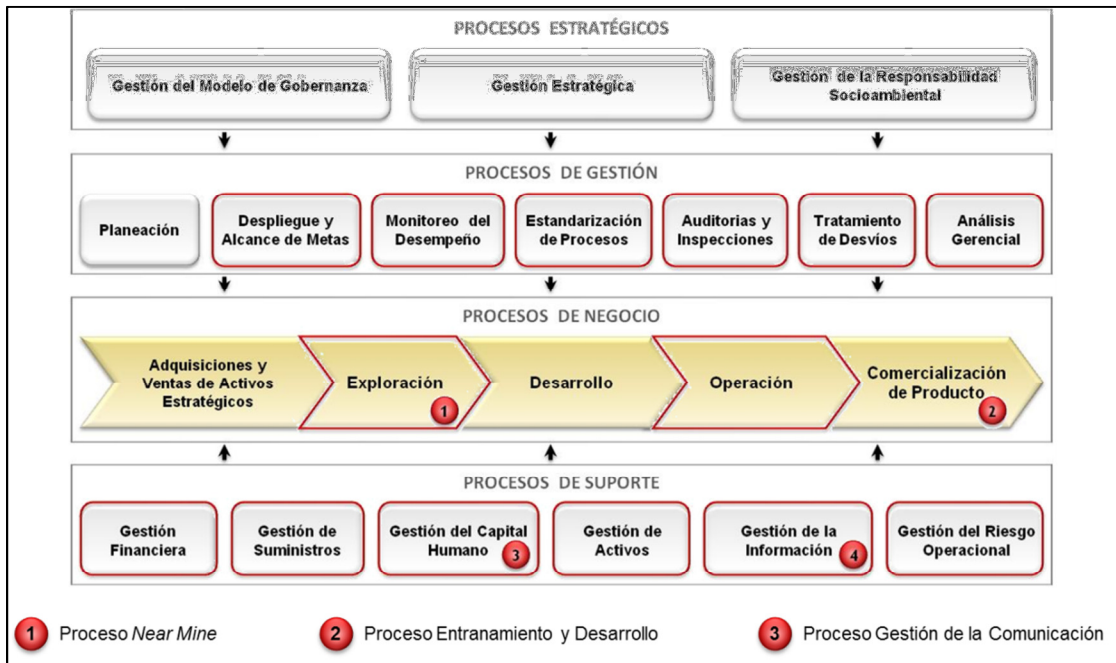 PROCESOS ESTRATÉGICOS
Gestión del Modelo de Gobernanza
Gestión Estratégica
Gestión de la Responsabilidad
Socioambiental
PROCESOS DE GESTIÓN
Planeación
Despliegue y
Alcance de Metas
Monitoreo del
Desempeño
Estandarización
de Procesos
Auditorias y
Inspecciones
Tratamiento
de Desvíos
Análisis
Gerencial
PROCESOS DE NEGOCIO
Adquisiciones y
Ventas de Activos
Estratégicos
Exploración
1
Desarrollo
Operación
Comercialización
de Producto
2
PROCESOS DE SUPORTE
Gestión
Financiera
Gestión de
Suministros
Gestión del Capital
Humano
3
Gestión de
Activos
Gestión de la
Información
4
Gestión del Riesgo
Operacional
1 Proceso Near Mine
2 Proceso Entranamiento y Desarrollo
3 Proceso Gestión de la Comunicación